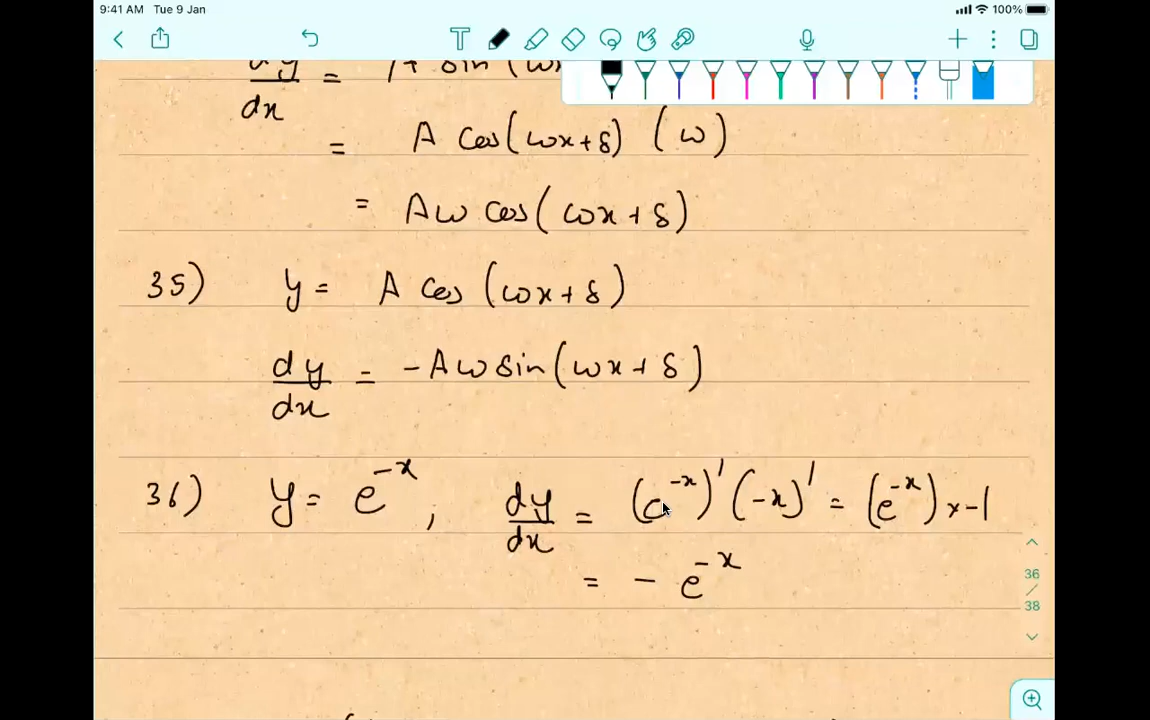 9:41 AM Tue 9 Jan 100%
dy/dx =
= A Cos(ωx+δ) (ω)
= Aω Cos(ωx+δ)
35) y = A Cos (ωx+δ)
dy/dx = -Aω Sin(ωx+δ)
36) y = e^-x ; dy/dx = (e^-x)' (-x)' = (e^-x) x -1
= - e^-x
36
/
38